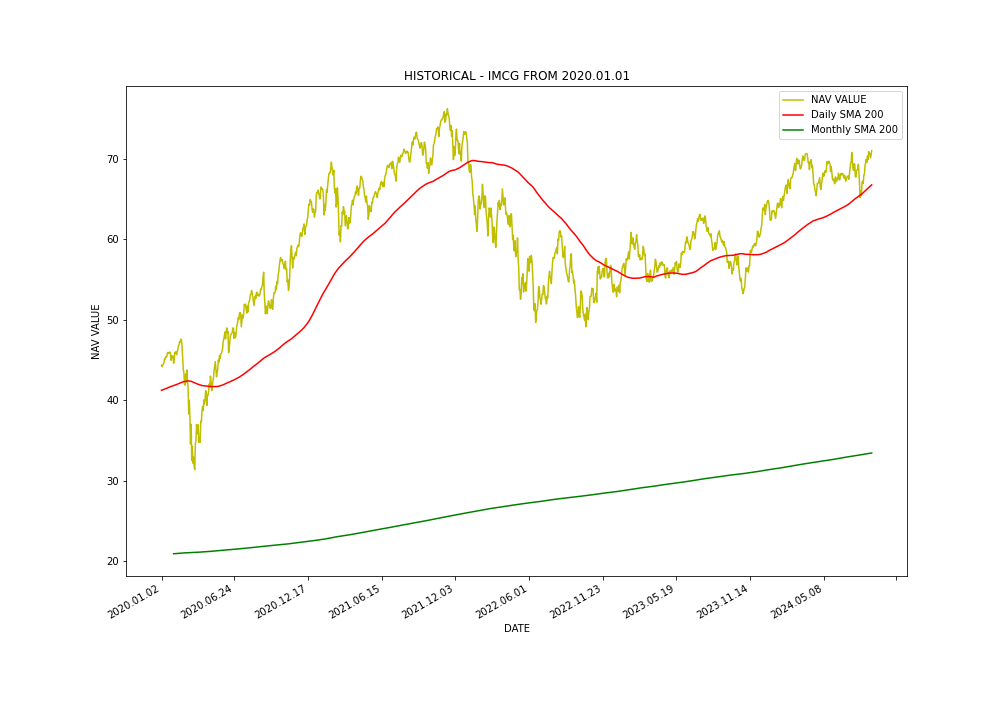 HISTORICAL - IMCG FROM 2020.01.01
NAV VALUE
Daily SMA 200
Monthly SMA 200
NAV VALUE
70
60
50
40
30
20
2020.01.02
2020.06.24
2020.12.17
2021.06.15
2021.12.03
2022.06.01
2022.11.23
2023.05.19
2023.11.14
2024.05.08
DATE